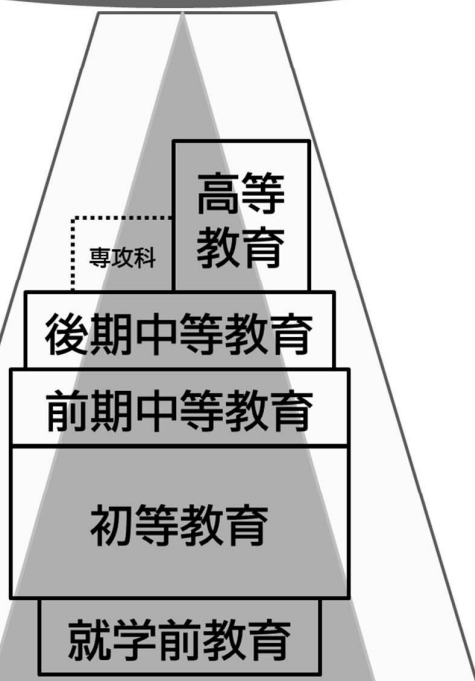 高等
教育
専攻科
後期中等教育
前期中等教育
初等教育
就学前教育